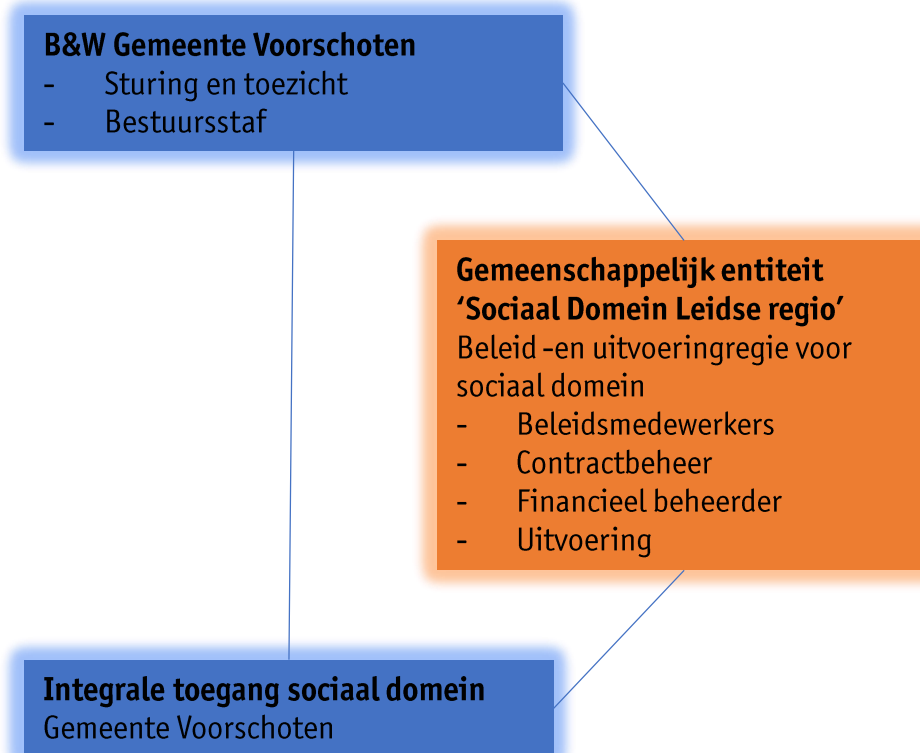 B&W Gemeente Voorschoten
- Sturing en toezicht
- Bestuursstaf
Gemeenschappelijk entiteit
‘Sociaal Domein Leidse regio’
Beleid -en uitvoeringregie voor
sociaal domein
- Beleidsmedewerkers
- Contractbeheer
- Financieel beheerder
- Uitvoering
Integrale toegang sociaal domein
Gemeente Voorschoten